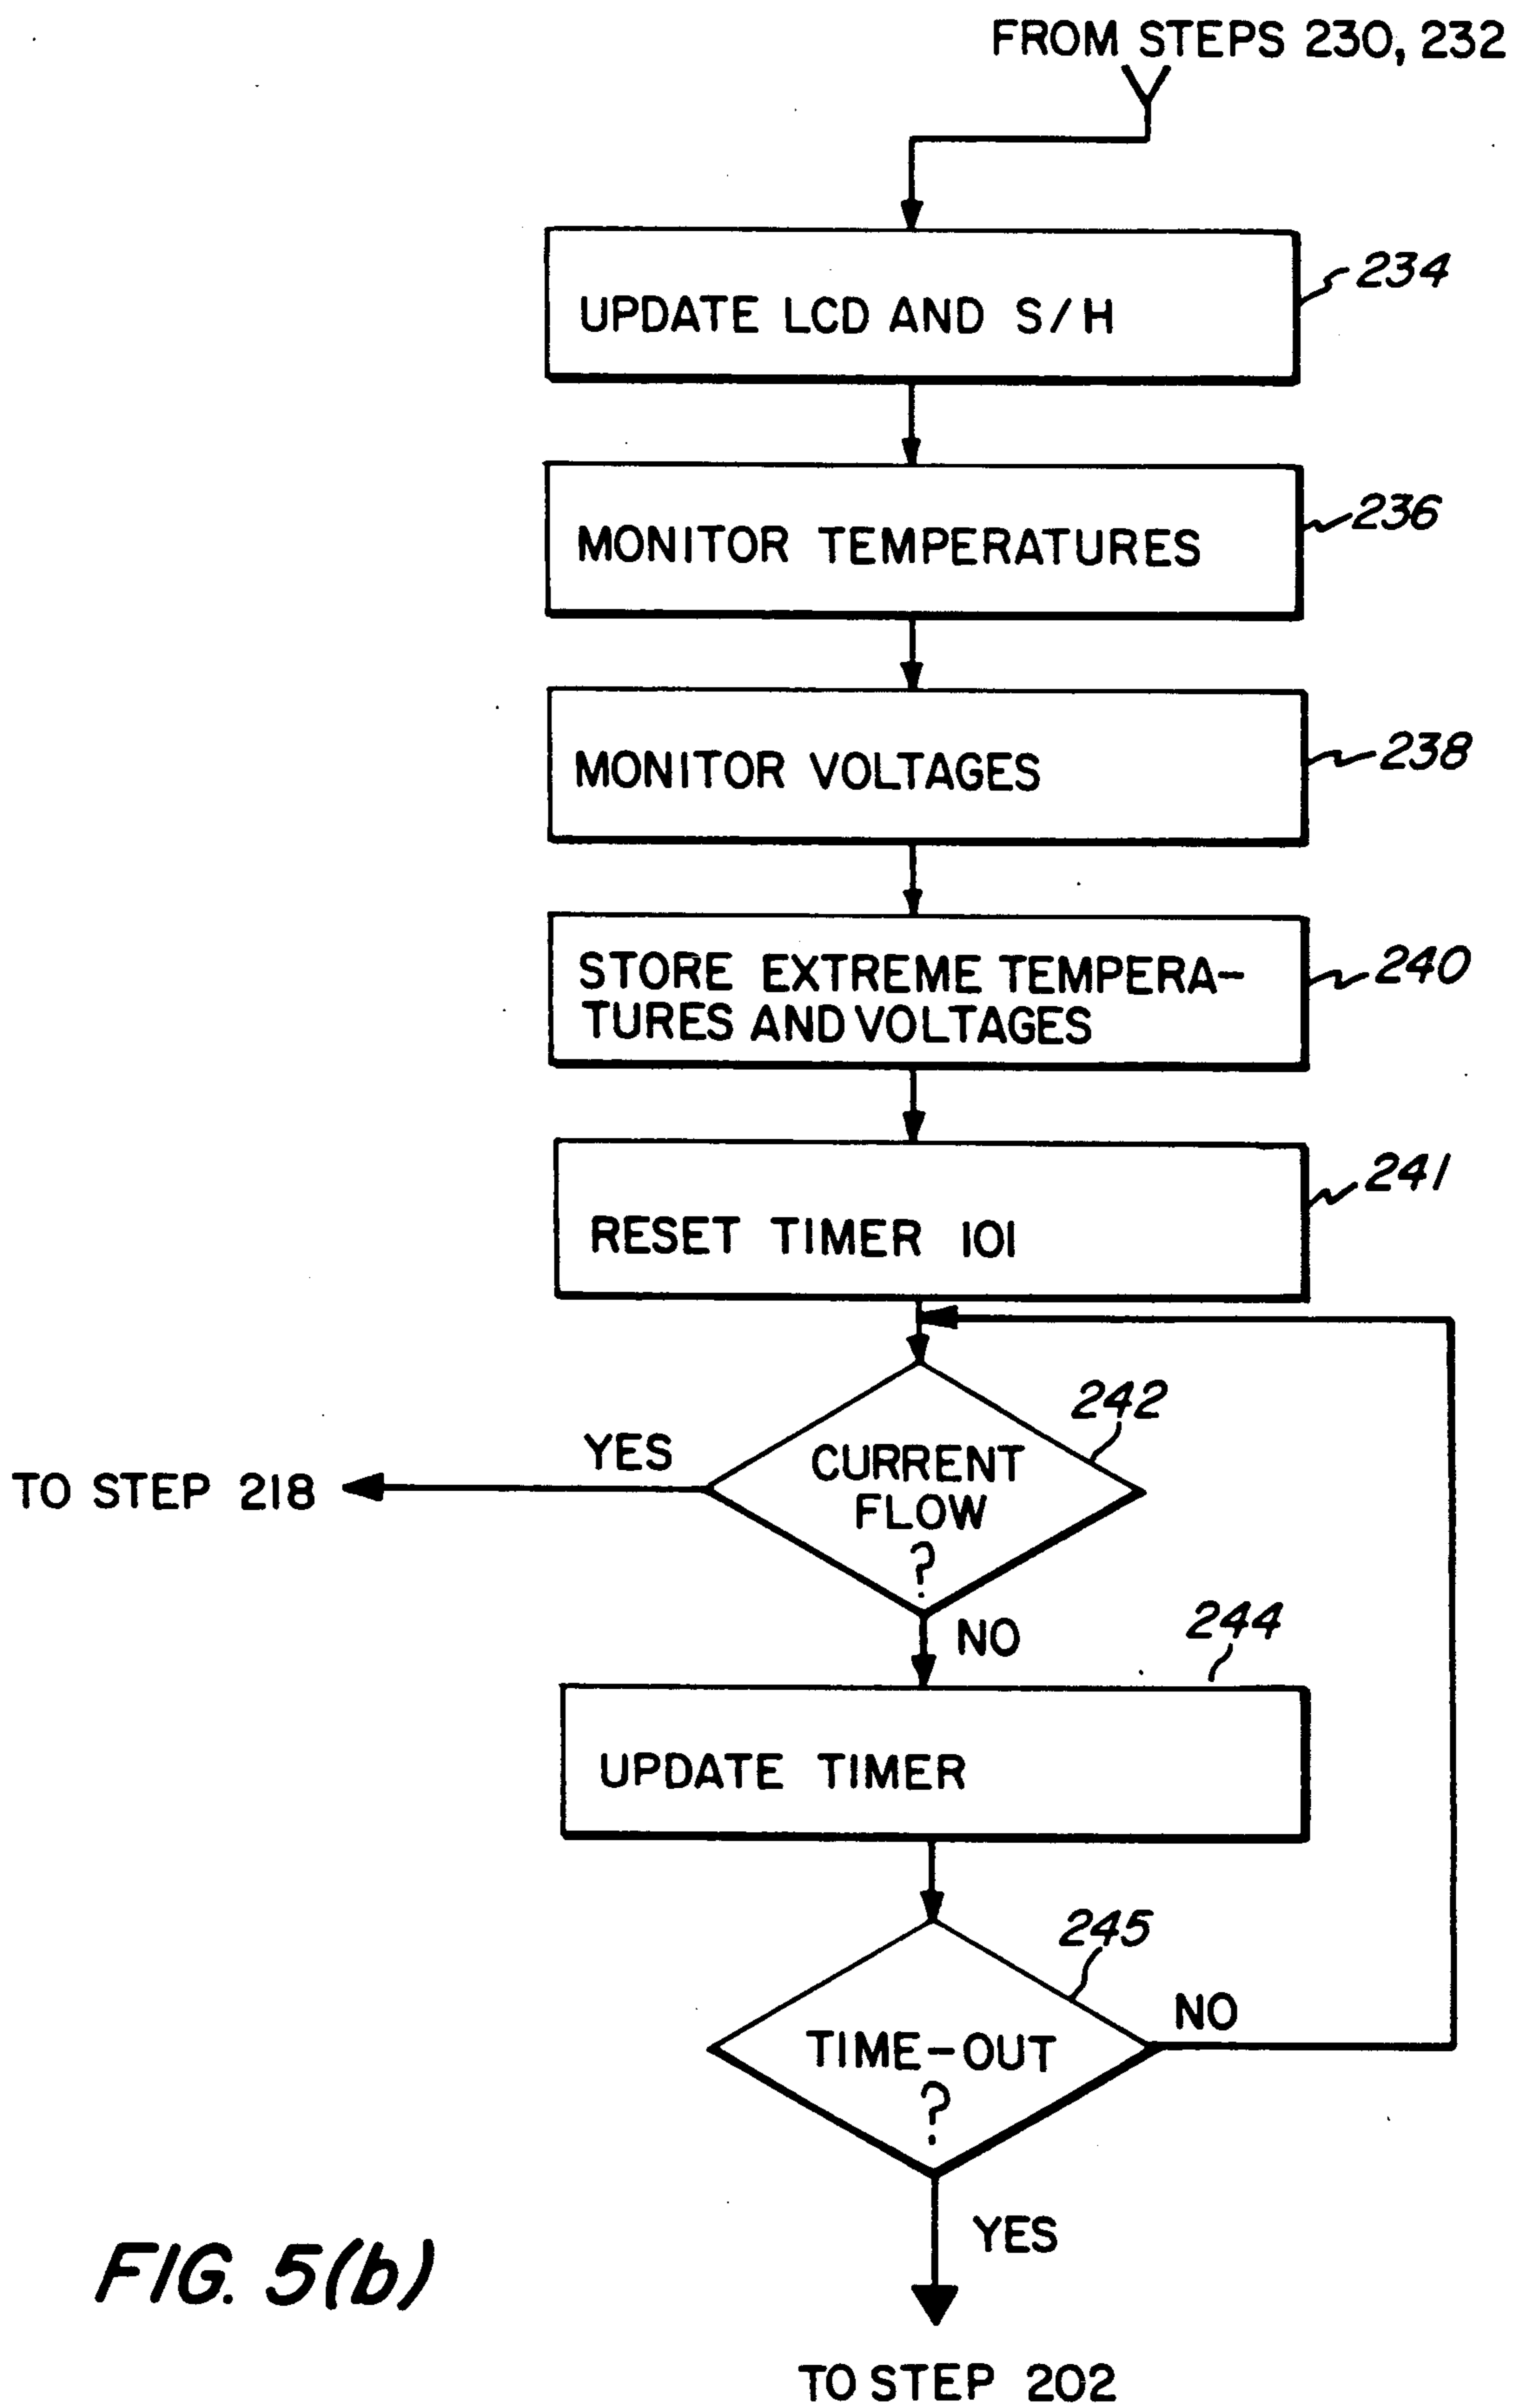 FROM STEPS 230, 232
234
UPDATE LCD AND S/H
236
MONITOR TEMPERATURES
238
MONITOR VOLTAGES
240
STORE EXTREME TEMPERA-
TURES AND VOLTAGES
241
RESET TIMER 101
242
YES
CURRENT
FLOW
?
TO STEP 218
NO
244
UPDATE TIMER
245
NO
TIME-OUT
?
YES
FIG. 5(b)
TO STEP 202